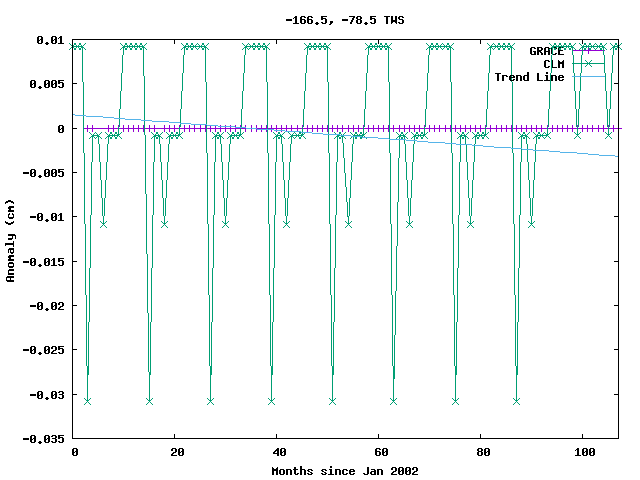 -166.5, -78.5 TWS
0.01
0.005
0
-0.005
-0.01
-0.015
-0.02
-0.025
-0.03
-0.035
Anomaly (cm)
GRACE
CLM
Trend Line
0 20 40 60 80 100
Months since Jan 2002